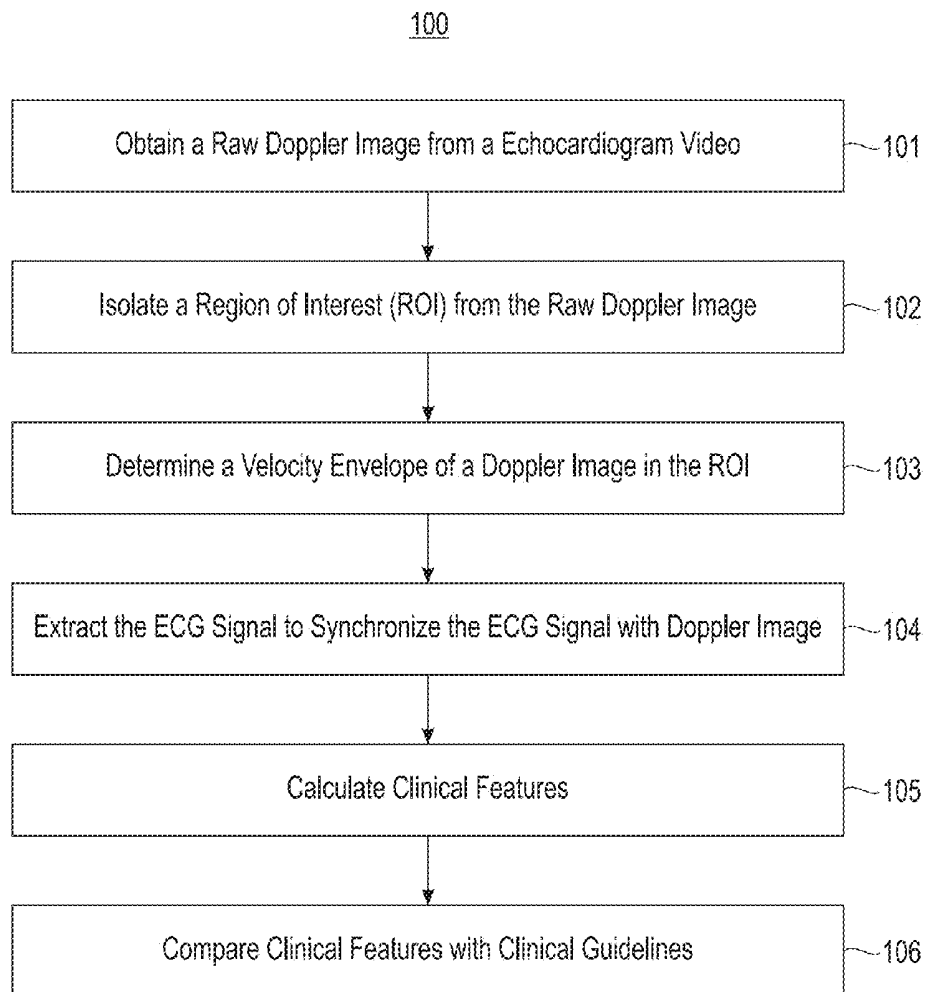 100
Obtain a Raw Doppler Image from a Echocardiogram Video
101
Isolate a Region of Interest (ROI) from the Raw Doppler Image
102
Determine a Velocity Envelope of a Doppler Image in the ROI
103
Extract the ECG Signal to Synchronize the ECG Signal with Doppler Image
104
Calculate Clinical Features
105
Compare Clinical Features with Clinical Guidelines
106